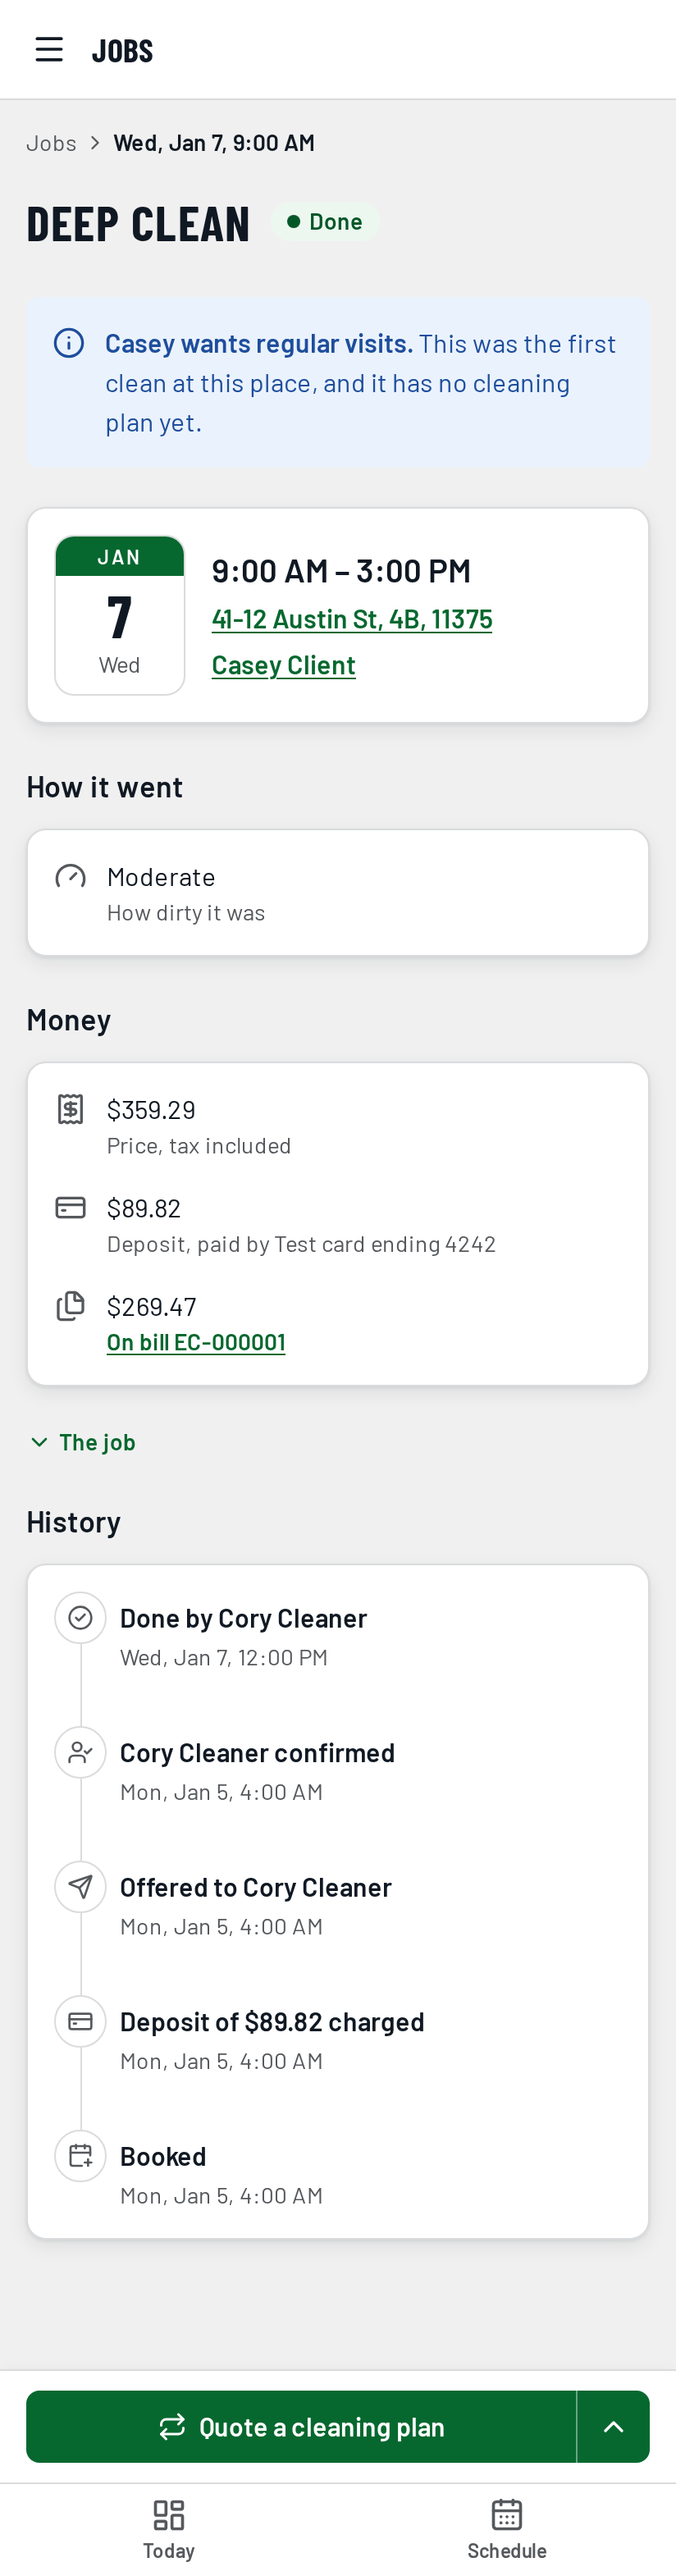 JOBS
Jobs > Wed, Jan 7, 9:00 AM
DEEP CLEAN
Done
Casey wants regular visits. This was the first
clean at this place, and it has no cleaning
plan yet.
JAN
7
Wed
9:00 AM – 3:00 PM
41-12 Austin St, 4B, 11375
Casey Client
How it went
Moderate
How dirty it was
Money
$359.29
Price, tax included
$89.82
Deposit, paid by Test card ending 4242
$269.47
On bill EC-000001
The job
History
Done by Cory Cleaner
Wed, Jan 7, 12:00 PM
Cory Cleaner confirmed
Mon, Jan 5, 4:00 AM
Offered to Cory Cleaner
Mon, Jan 5, 4:00 AM
Deposit of $89.82 charged
Mon, Jan 5, 4:00 AM
Booked
Mon, Jan 5, 4:00 AM
Quote a cleaning plan
Today
Schedule